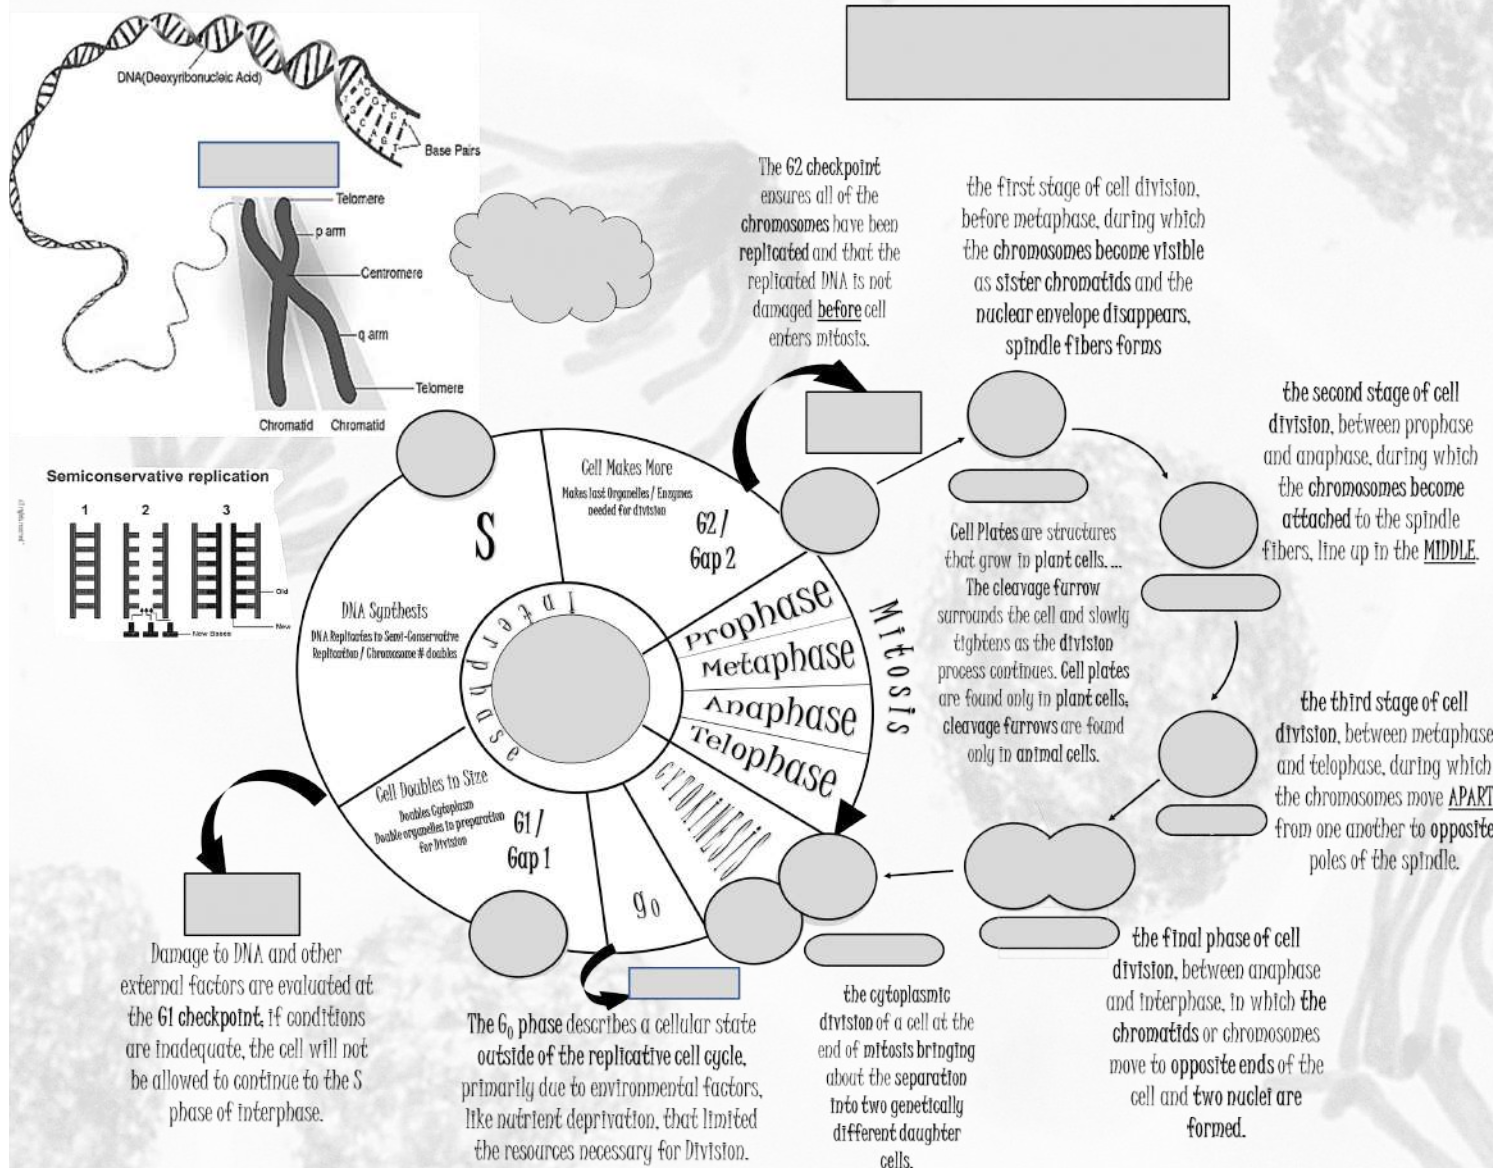 DNA(Deoxyribonucleic Acid)
A G G T G A
T C C A G T
Base Pairs
Telomere
p arm
Centromere
q arm
Telomere
Chromatid Chromatid
Semiconservative replication
1 2 3
Old
New
New Bases
The G2 checkpoint
ensures all of the
chromosomes have been
replicated and that the
replicated DNA is not
damaged before cell
enters mitosis.
the first stage of cell division,
before metaphase, during which
the chromosomes become visible
as sister chromatids and the
nuclear envelope disappears,
spindle fibers forms
the second stage of cell
division, between prophase
and anaphase, during which
the chromosomes become
attached to the spindle
fibers, line up in the MIDDLE.
Cell Plates are structures
that grow in plant cells. ...
The cleavage furrow
surrounds the cell and slowly
tightens as the division
process continues. Cell plates
are found only in plant cells;
cleavage furrows are found
only in animal cells.
the third stage of cell
division, between metaphase
and telophase, during which
the chromosomes move APART
from one another to opposite
poles of the spindle.
the final phase of cell
division, between anaphase
and interphase, in which the
chromatids or chromosomes
move to opposite ends of the
cell and two nuclei are
formed.
the cytoplasmic
division of a cell at the
end of mitosis bringing
about the separation
into two genetically
different daughter
cells.
S
DNA Synthesis
DNA Replicates in Semi-Conservative
Replication / Chromosome # doubles
Cell Makes More
Makes last Organelles / Enzymes
needed for division
G2 /
Gap 2
Interphase
Prophase
Metaphase
Anaphase
Telophase
Mitosis
CYTOKINESIS
g0
Cell Doubles in Size
Doubles Cytoplasm
Double organelles in preparation
for Division
G1 /
Gap 1
Damage to DNA and other
external factors are evaluated at
the G1 checkpoint; if conditions
are inadequate, the cell will not
be allowed to continue to the S
phase of interphase.
The G0 phase describes a cellular state
outside of the replicative cell cycle,
primarily due to environmental factors,
like nutrient deprivation, that limited
the resources necessary for Division.